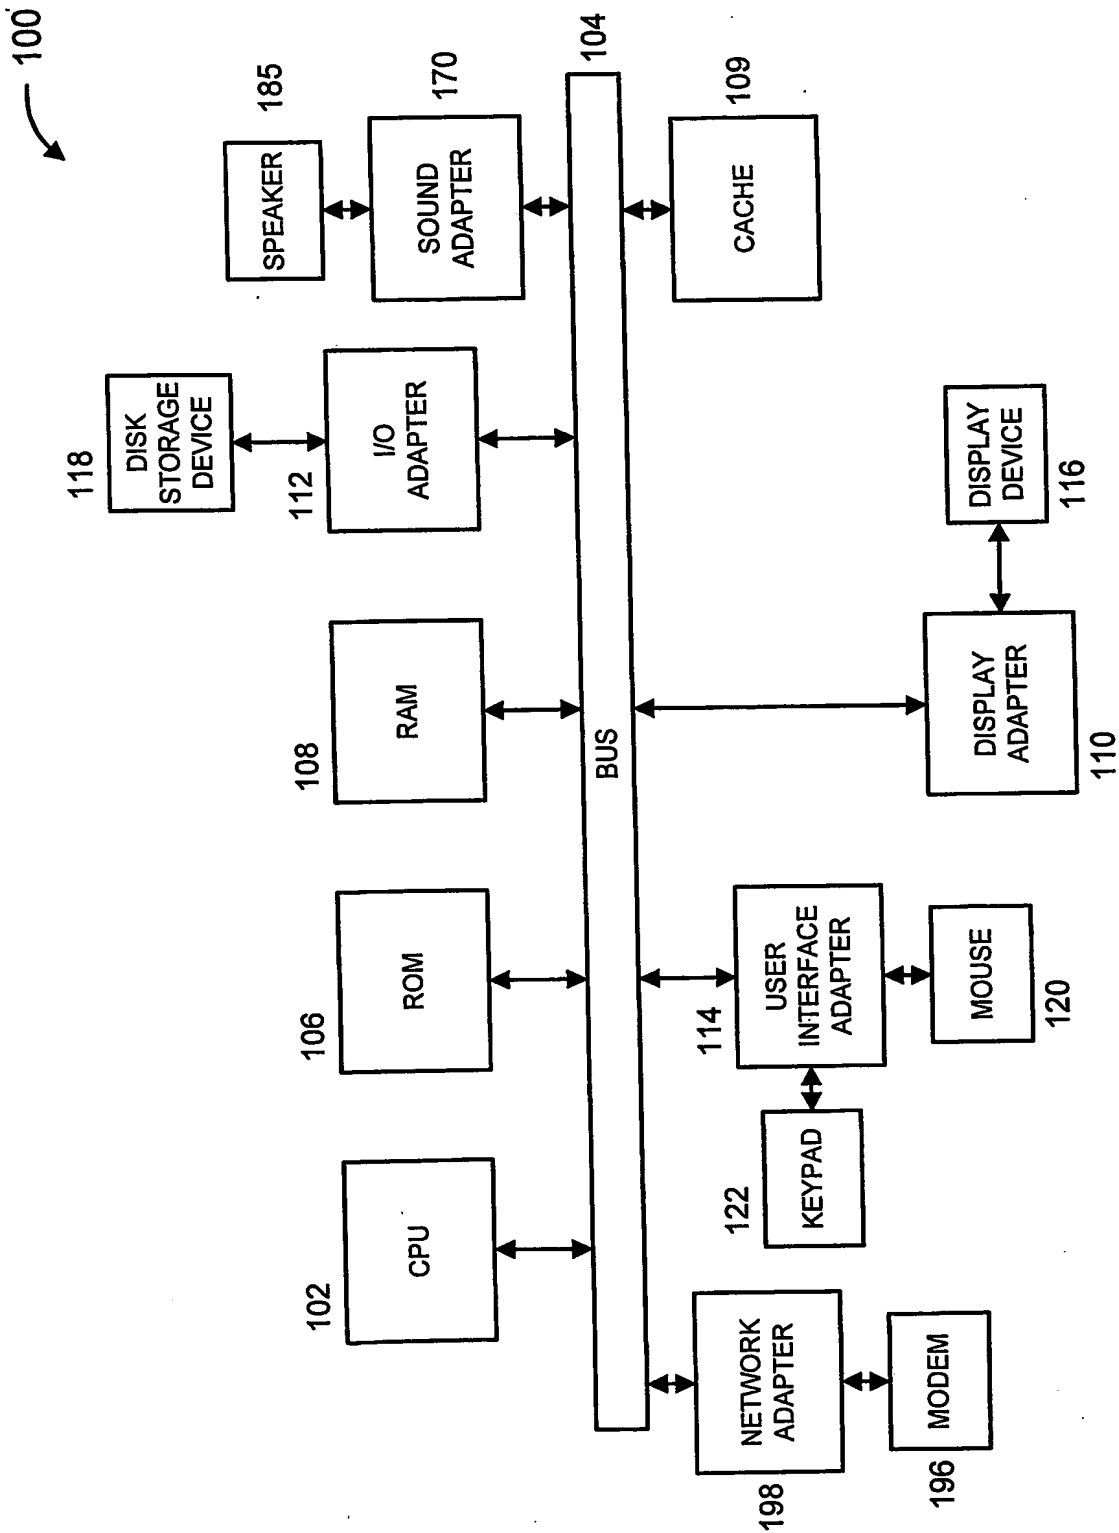 100
118
DISK
STORAGE
DEVICE
SPEAKER
185
102
CPU
106
ROM
108
RAM
112
I/O
ADAPTER
SOUND
ADAPTER
170
BUS
104
198
NETWORK
ADAPTER
114
USER
INTERFACE
ADAPTER
CACHE
109
122
KEYPAD
196
MODEM
MOUSE
120
DISPLAY
ADAPTER
110
DISPLAY
DEVICE
116